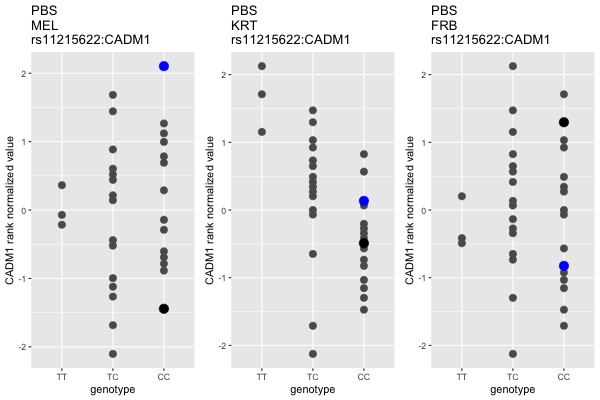 PBS
MEL
rs11215622:CADM1
CADM1 rank normalized value
2
1
0
-1
-2
TT
TC
CC
genotype
PBS
KRT
rs11215622:CADM1
CADM1 rank normalized value
2
1
0
-1
-2
TT
TC
CC
genotype
PBS
FRB
rs11215622:CADM1
CADM1 rank normalized value
2
1
0
-1
-2
TT
TC
CC
genotype